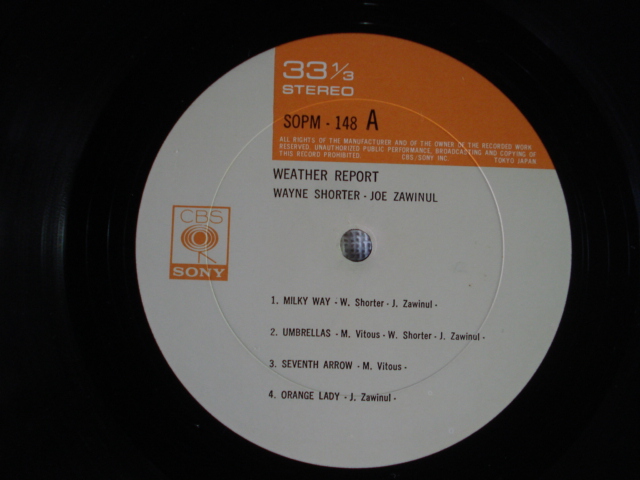 33 1/3
STEREO
SOPM - 148 A
ALL RIGHTS OF THE MANUFACTURER AND OF THE OWNER OF THE RECORDED WORK
RESERVED. UNAUTHORIZED PUBLIC PERFORMANCE, BROADCASTING AND COPYING OF
THIS RECORD PROHIBITED. CBS/SONY INC. TOKYO JAPAN
WEATHER REPORT
WAYNE SHORTER - JOE ZAWINUL
CBS
SONY
1. MILKY WAY - W. Shorter - J. Zawinul -
2. UMBRELLAS - M. Vitous - W. Shorter - J. Zawinul -
3. SEVENTH ARROW - M. Vitous -
4. ORANGE LADY - J. Zawinul -